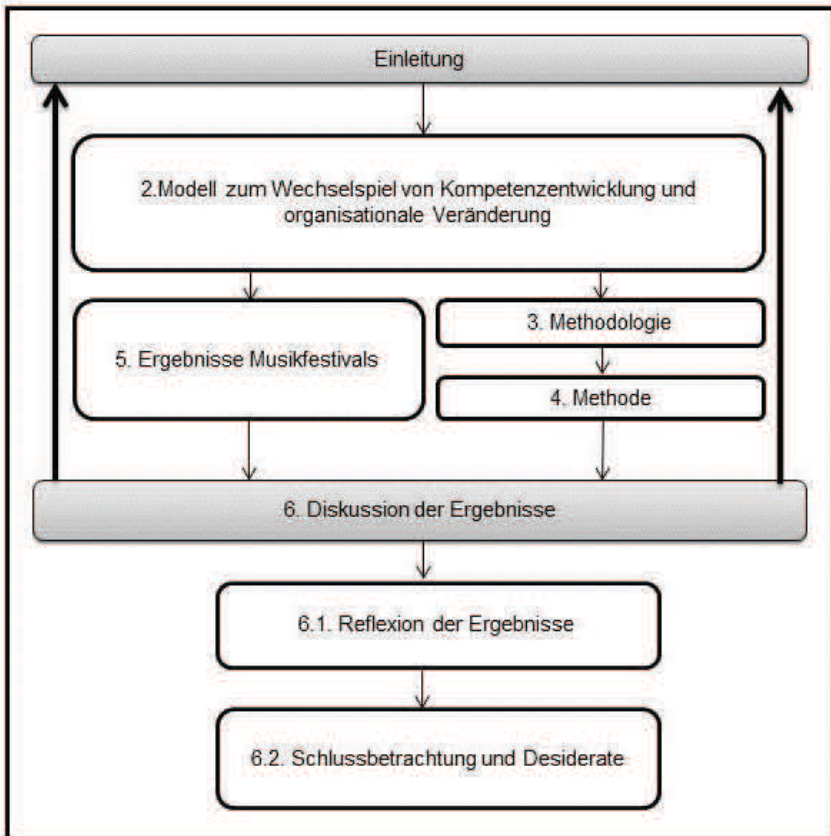 Einleitung
2.Modell zum Wechselspiel von Kompetenzentwicklung und
organisationale Veränderung
5. Ergebnisse Musikfestivals
3. Methodologie
4. Methode
6. Diskussion der Ergebnisse
6.1. Reflexion der Ergebnisse
6.2. Schlussbetrachtung und Desiderate